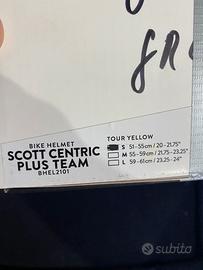 BIKE HELMET
SCOTT CENTRIC
PLUS TEAM
BHEL2101
TOUR YELLOW
S 51-55cm / 20-21.75"
M 55-59cm / 21.75-23.25"
L 59-61cm / 23.25-24"
subito